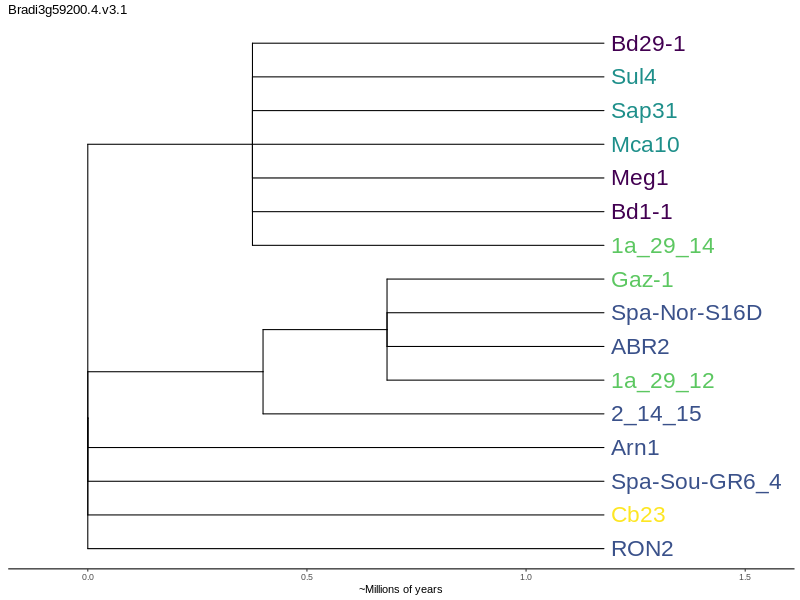 Bradi3g59200.4.v3.1
Bd29-1
Sul4
Sap31
Mca10
Meg1
Bd1-1
1a_29_14
Gaz-1
Spa-Nor-S16D
ABR2
1a_29_12
2_14_15
Arn1
Spa-Sou-GR6_4
Cb23
RON2
0.0 0.5 1.0 1.5
~Millions of years